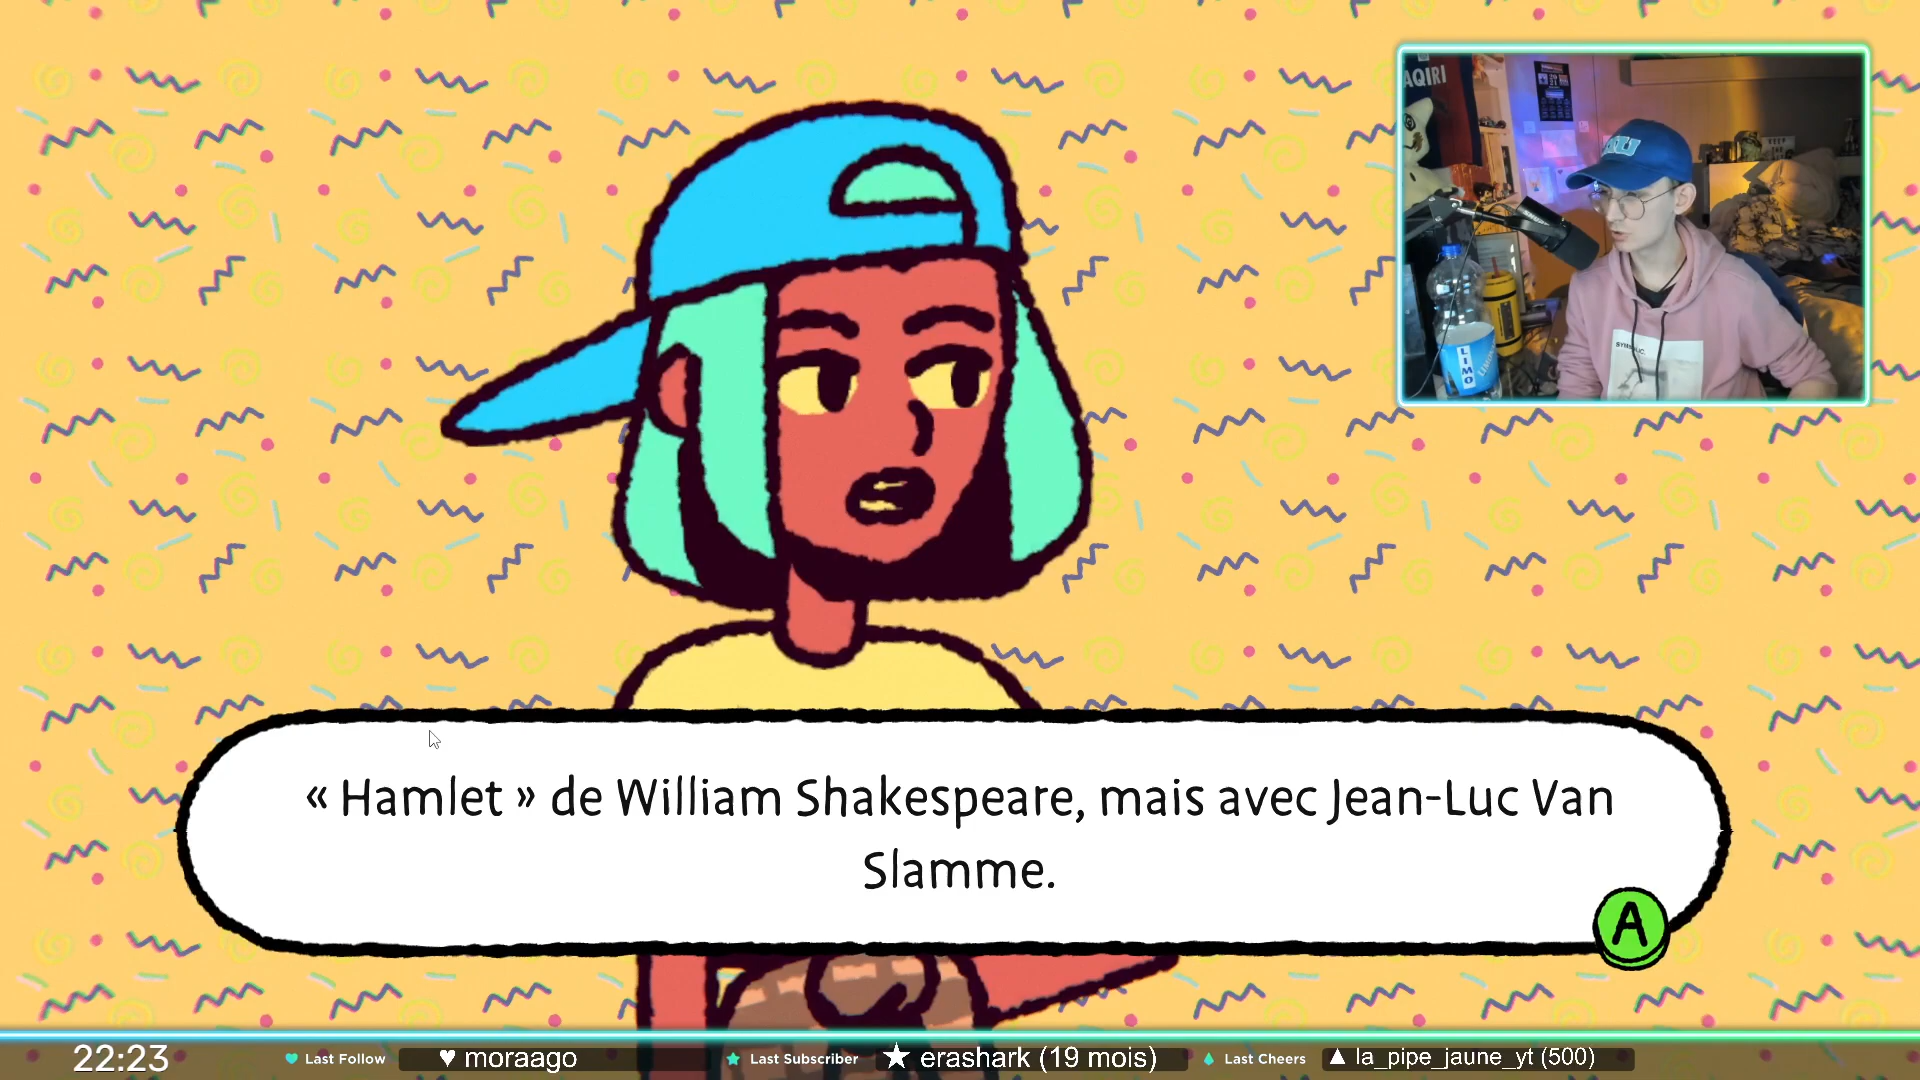 AQIRI
LIMO
« Hamlet » de William Shakespeare, mais avec Jean-Luc Van
Slamme.
A
22:23
Last Follow
♥ moraago
Last Subscriber
★ erashark (19 mois)
Last Cheers
▲ la_pipe_jaune_yt (500)